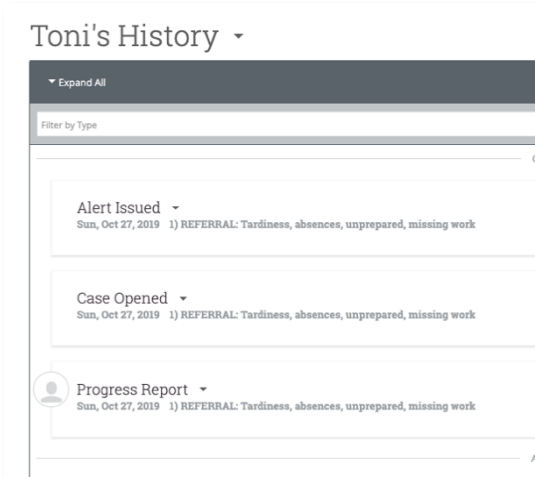 Toni's History
Expand All
Filter by Type
Alert Issued
Sun, Oct 27, 2019 1) REFERRAL: Tardiness, absences, unprepared, missing work
Case Opened
Sun, Oct 27, 2019 1) REFERRAL: Tardiness, absences, unprepared, missing work
Progress Report
Sun, Oct 27, 2019 1) REFERRAL: Tardiness, absences, unprepared, missing work